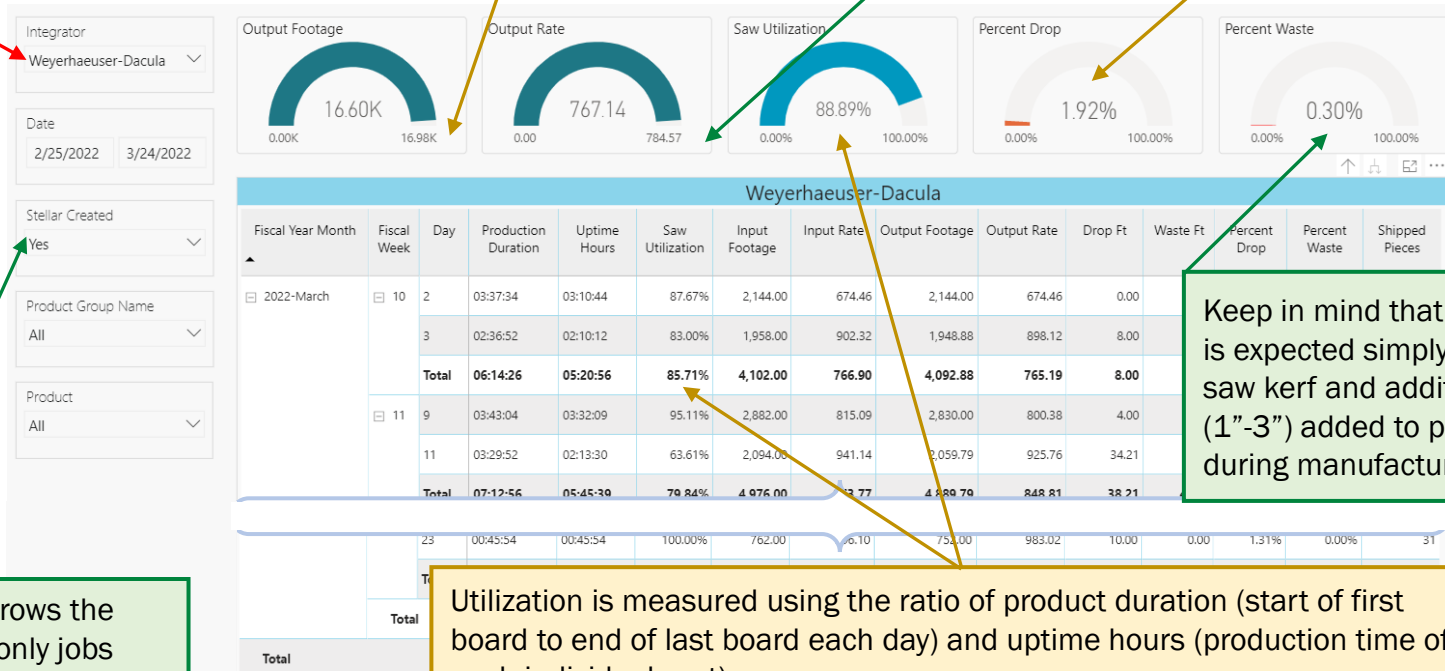 Integrator
Weyerhaeuser-Dacula
Date
2/25/2022 3/24/2022
Stellar Created
Yes
Product Group Name
All
Product
All
Output Footage
16.60K
0.00K 16.98K
Output Rate
767.14
0.00 784.57
Saw Utilization
88.89%
0.00% 100.00%
Percent Drop
1.92%
0.00% 100.00%
Percent Waste
0.30%
0.00% 100.00%
Weyerhaeuser-Dacula
Fiscal Year Month Fiscal Week Day Production Duration Uptime Hours Saw Utilization Input Footage Input Rate Output Footage Output Rate Drop Ft Waste Ft Percent Drop Percent Waste Shipped Pieces
2022-March 10 2 03:37:34 03:10:44 87.67% 2,144.00 674.46 2,144.00 674.46 0.00
3 02:36:52 02:10:12 83.00% 1,958.00 902.32 1,948.88 898.12 8.00
Total 06:14:26 05:20:56 85.71% 4,102.00 766.90 4,092.88 765.19 8.00
11 9 03:43:04 03:32:09 95.11% 2,882.00 815.09 2,830.00 800.38 4.00
11 03:29:52 02:13:30 63.61% 2,094.00 941.14 2,059.79 925.76 34.21
Total 07:12:56 05:45:39 79.84% 4,976.00 4,889.79 848.81 38.21
23 00:45:54 00:45:54 100.00% 762.00 752.00 983.02 10.00 0.00 1.31% 0.00% 31
Total
Total
Keep in mind that
is expected simply
saw kerf and addi
(1”-3”) added to p
during manufactu
rows the
only jobs
Utilization is measured using the ratio of product duration (start of first
board to end of last board each day) and uptime hours (production time of